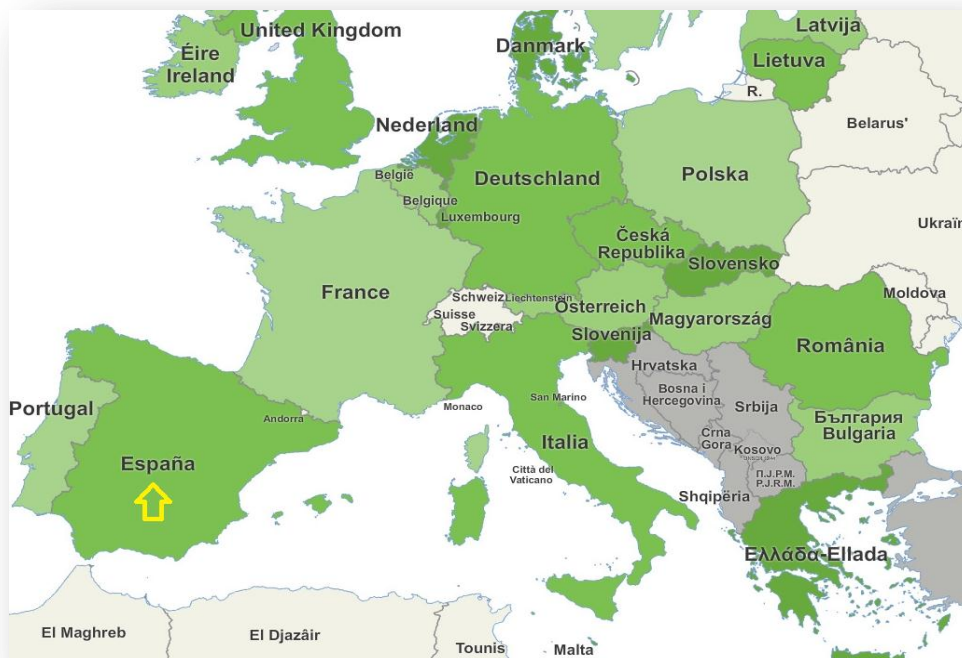 Latvija
United Kingdom
Danmark
Éire
Ireland
Lietuva
R.
Belarus'
Nederland
België
Deutschland
Polska
Belgique
Luxembourg
Ukraïn
Česká
Republika
Slovensko
France
Schweiz
Liechtenstein
Österreich
Moldova
Suisse
Svizzera
Slovenija
Magyarország
România
Hrvatska
Portugal
Monaco
San Marino
Bosna i
Hercegovina
Srbija
Andorra
България
Bulgaria
España
Italia
Crna
Gora
Kosovo
Città del
Vaticano
П.J.Р.М.
P.J.R.M.
Shqipëria
Ελλάδα-Ellada
El Maghreb
El Djazâir
Tounis
Malta